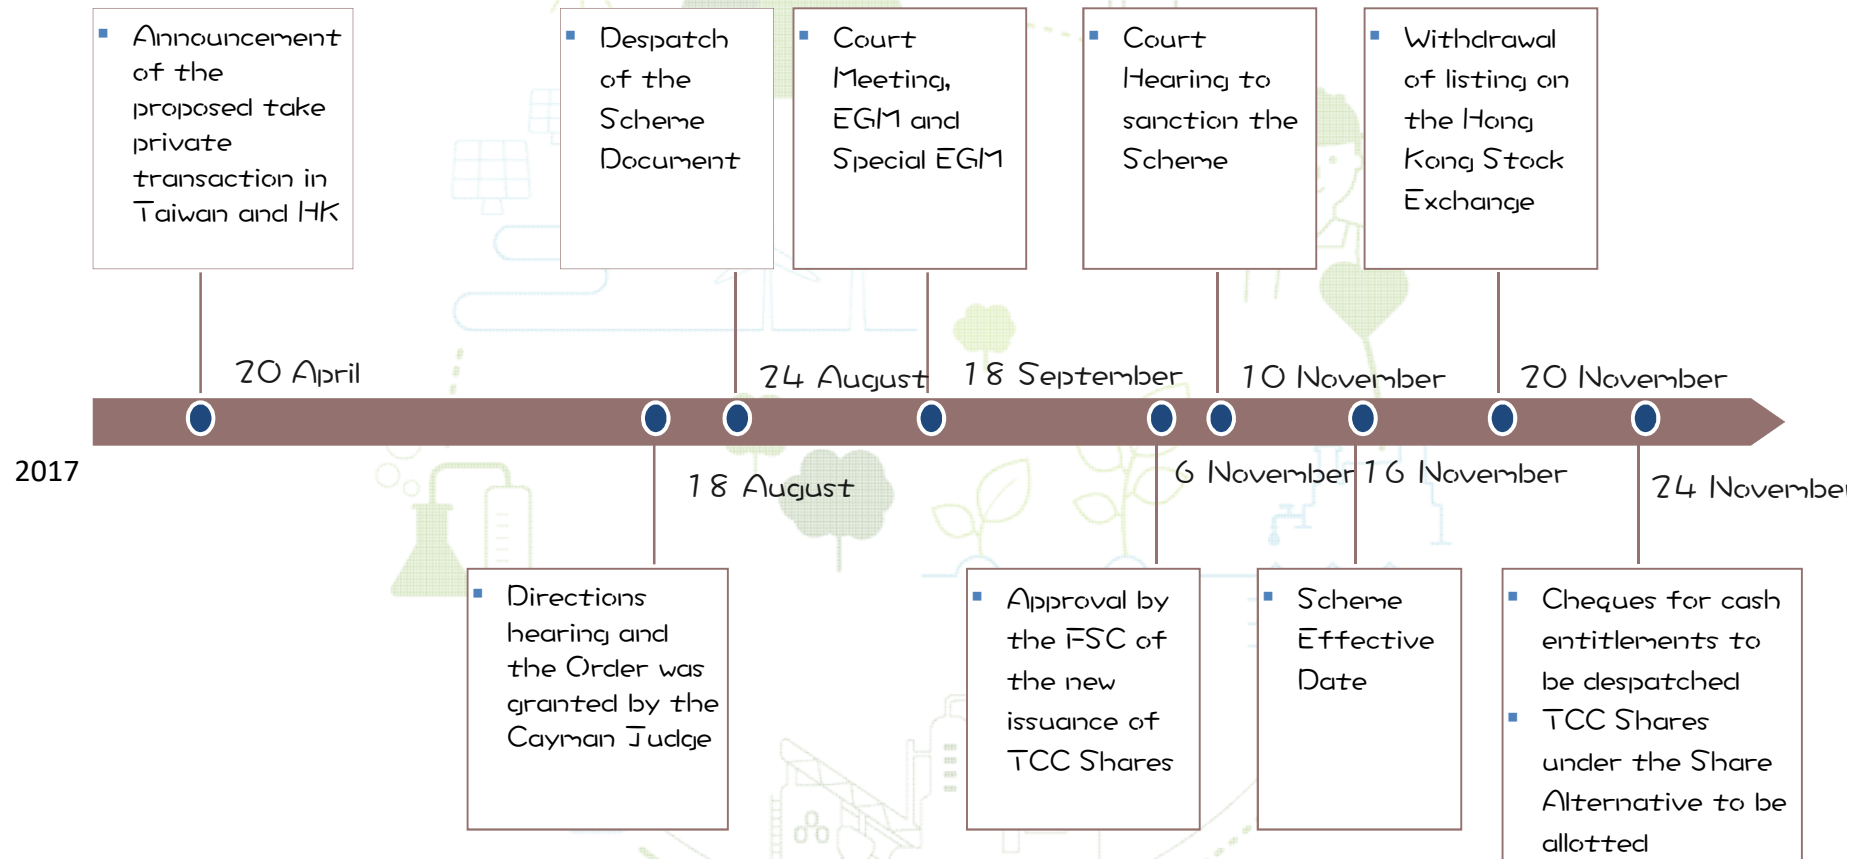 Announcement
of the
proposed take
private
transaction in
Taiwan and HK
Despatch
of the
Scheme
Document
Court
Meeting,
EGM and
Special EGM
Court
Hearing to
sanction the
Scheme
Withdrawal
of listing on
the Hong
Kong Stock
Exchange
20 April
24 August
18 September
10 November
20 November
2017
18 August
6 November
16 November
24 November
Directions
hearing and
the Order was
granted by the
Cayman Judge
Approval by
the FSC of
the new
issuance of
TCC Shares
Scheme
Effective
Date
Cheques for cash
entitlements to
be despatched
TCC Shares
under the Share
Alternative to be
allotted